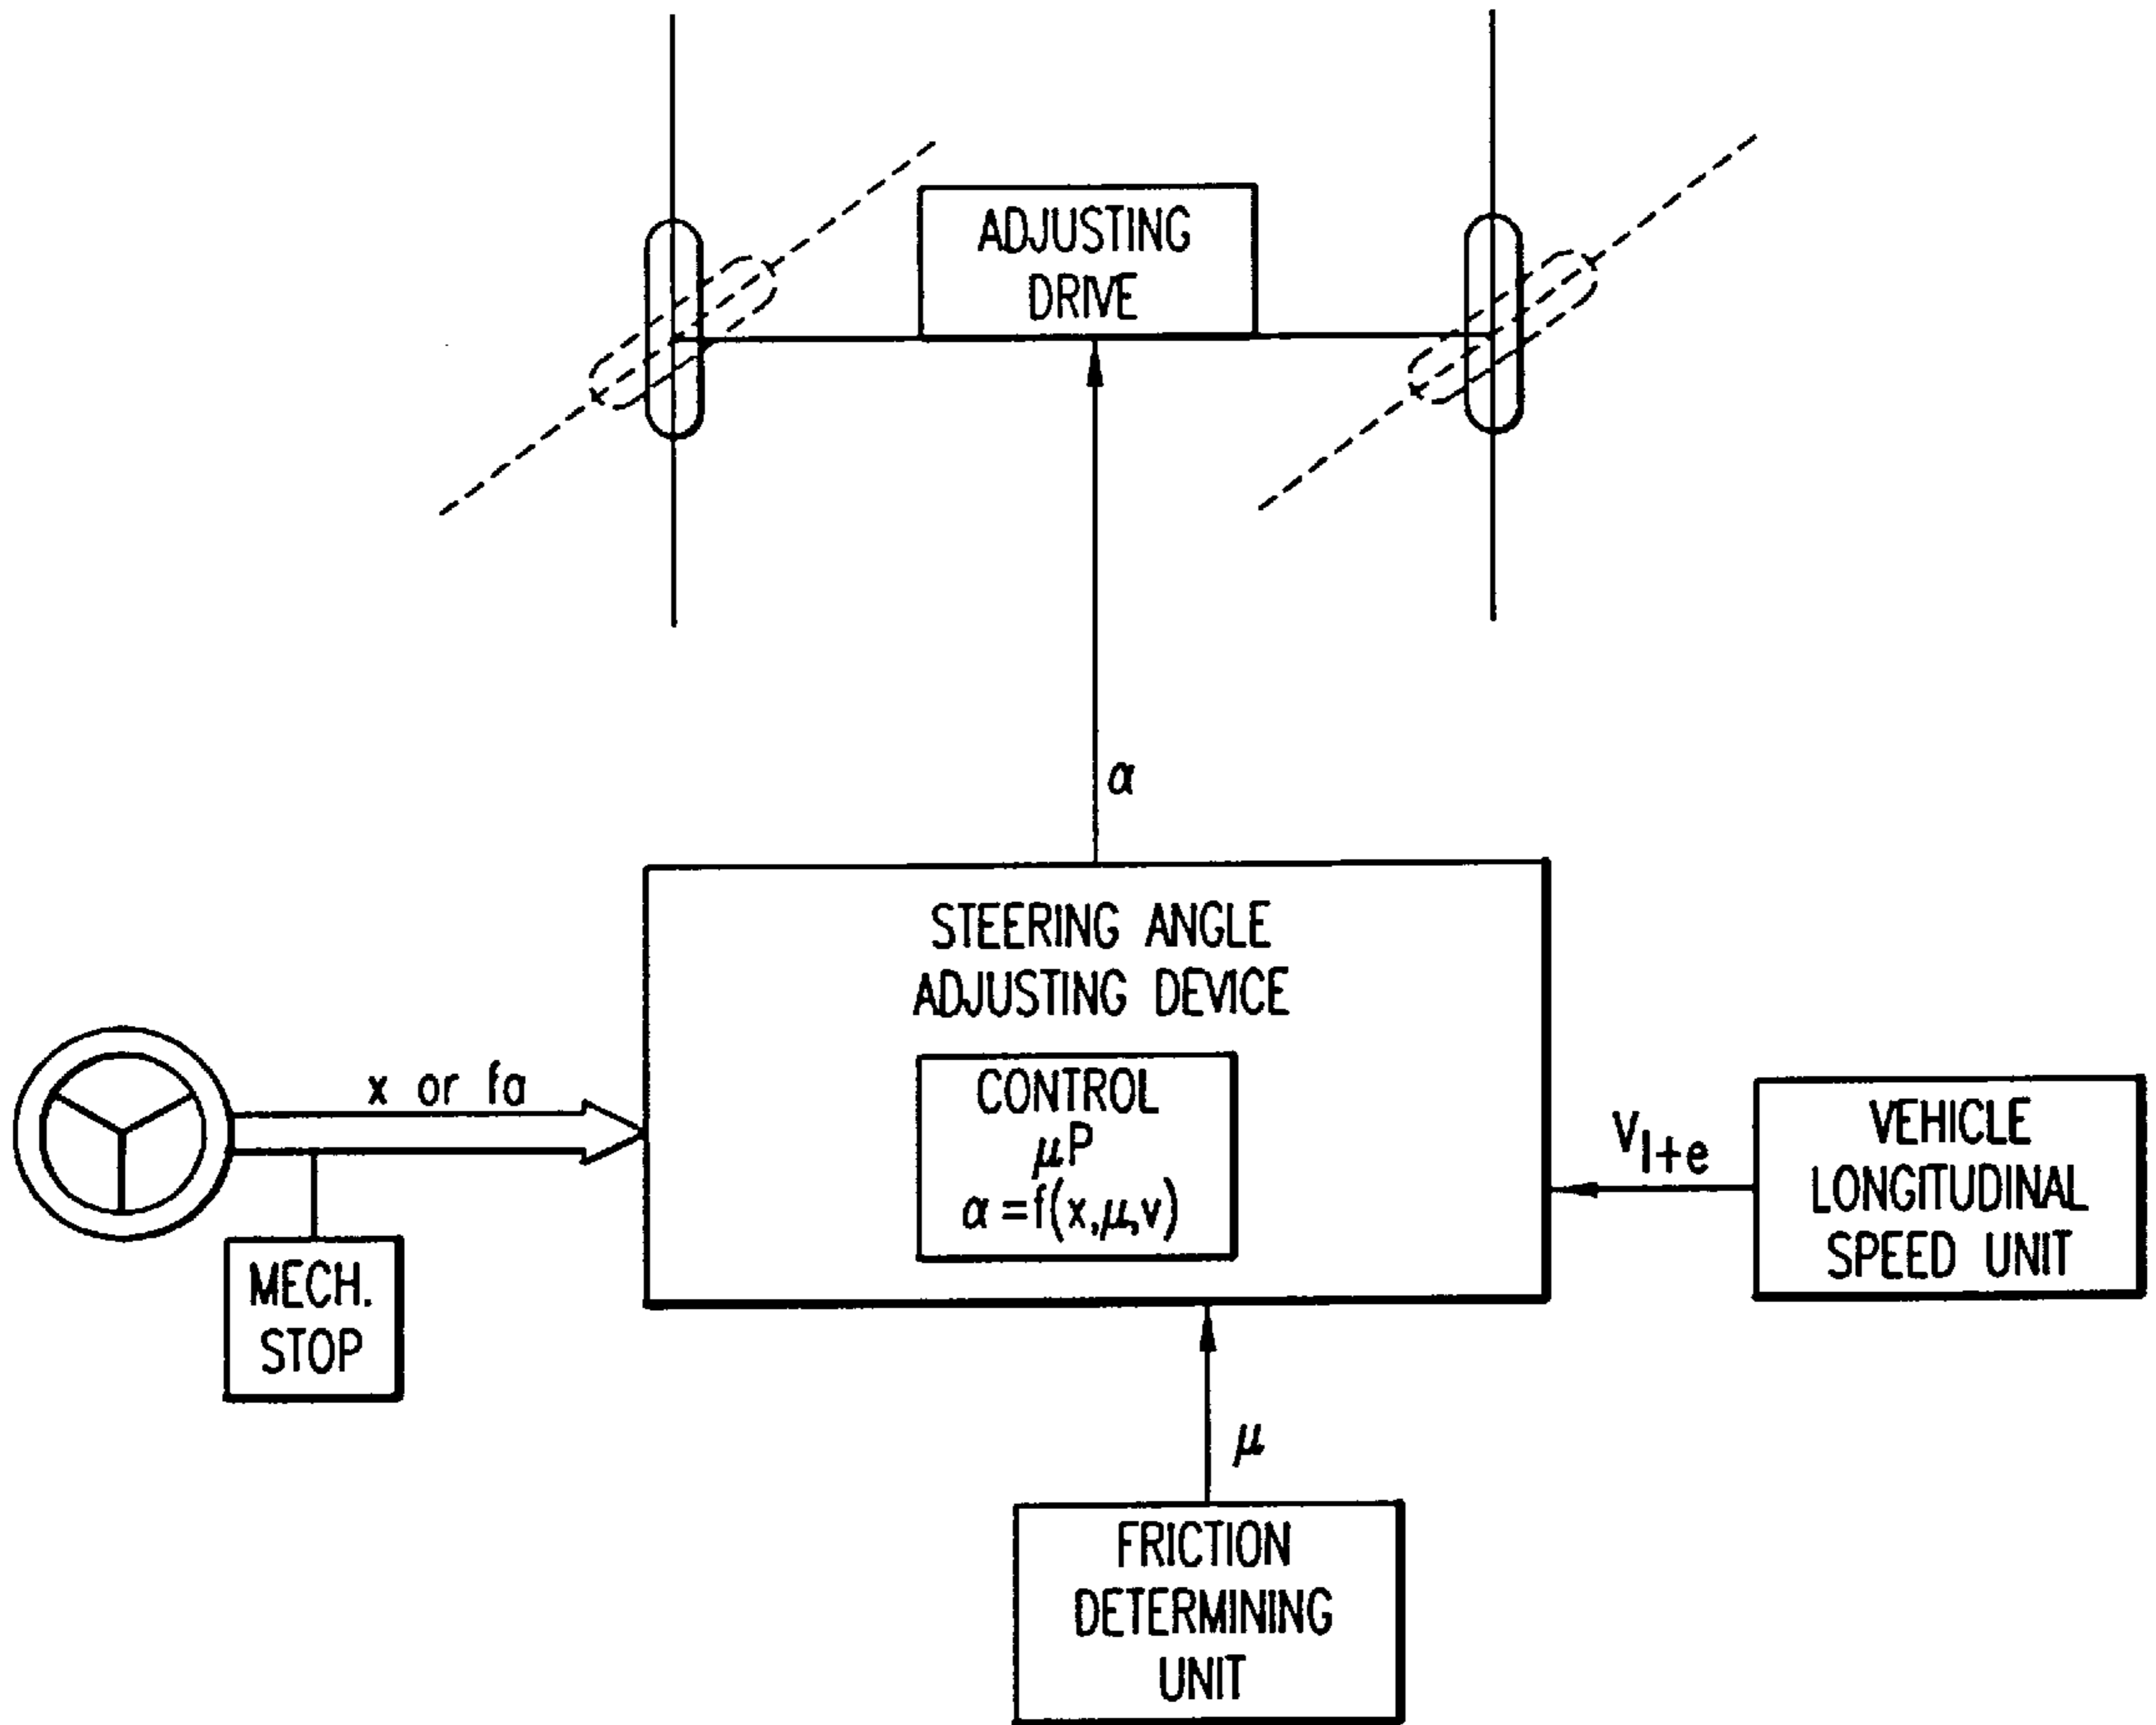 ADJUSTING
DRIVE
α
STEERING ANGLE
ADJUSTING DEVICE
x or fa
CONTROL
μP
α=f(x,μ,v)
V1+e
VEHICLE
LONGITUDINAL
SPEED UNIT
MECH.
STOP
μ
FRICTION
DETERMINING
UNIT